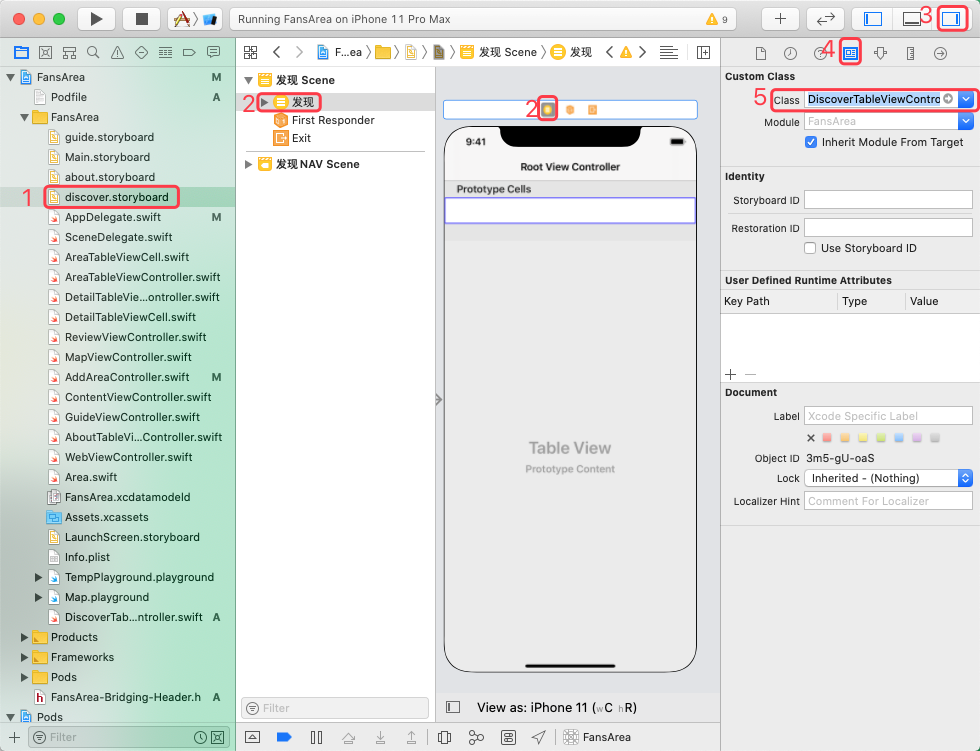 Running FansArea on iPhone 11 Pro Max
9
3
F...ea
发现 Scene
发现
4
FansArea
M
Podfile
A
FansArea
guide.storyboard
Main.storyboard
about.storyboard
1
discover.storyboard
AppDelegate.swift
M
SceneDelegate.swift
AreaTableViewCell.swift
AreaTableViewController.swift
DetailTableVie...ontroller.swift
DetailTableViewCell.swift
ReviewViewController.swift
MapViewController.swift
AddAreaController.swift
M
ContentViewController.swift
GuideViewController.swift
AboutTableVi...Controller.swift
WebViewController.swift
Area.swift
FansArea.xcdatamodeld
Assets.xcassets
LaunchScreen.storyboard
Info.plist
TempPlayground.playground
Map.playground
DiscoverTab...ntroller.swift
A
Products
Frameworks
Pods
FansArea-Bridging-Header.h
A
Pods
Filter
发现 Scene
2
发现
First Responder
Exit
发现 NAV Scene
Filter
2
9:41
Root View Controller
Prototype Cells
Table View
Prototype Content
View as: iPhone 11 (wC hR)
FansArea
Custom Class
5
Class
DiscoverTableViewContro
Module
FansArea
Inherit Module From Target
Identity
Storyboard ID
Restoration ID
Use Storyboard ID
User Defined Runtime Attributes
Key Path
Type
Value
Document
Label
Xcode Specific Label
Object ID
3m5-gU-oaS
Lock
Inherited - (Nothing)
Localizer Hint
Comment For Localizer